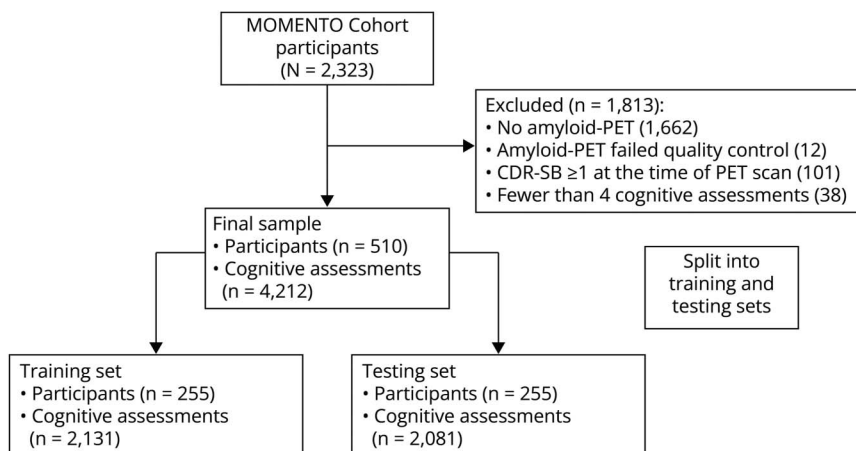 MOMENTO Cohort
participants
(N = 2,323)
Excluded (n = 1,813):
• No amyloid-PET (1,662)
• Amyloid-PET failed quality control (12)
• CDR-SB ≥1 at the time of PET scan (101)
• Fewer than 4 cognitive assessments (38)
Final sample
• Participants (n = 510)
• Cognitive assessments
(n = 4,212)
Split into
training and
testing sets
Training set
• Participants (n = 255)
• Cognitive assessments
(n = 2,131)
Testing set
• Participants (n = 255)
• Cognitive assessments
(n = 2,081)